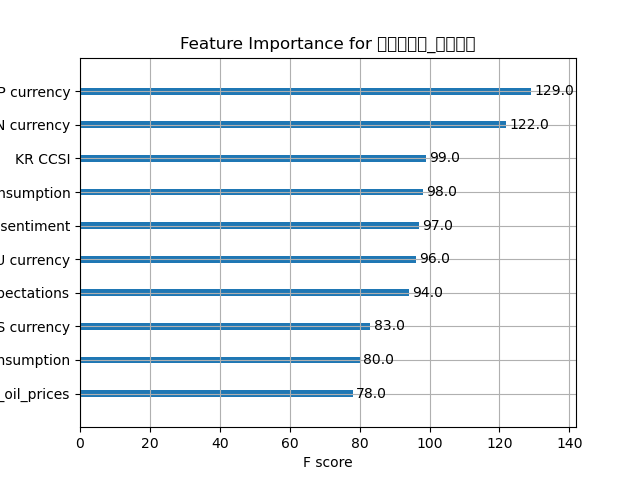 Feature Importance for
P currency
129.0
N currency
122.0
KR CCSI
99.0
nsumption
98.0
sentiment
97.0
U currency
96.0
pectations
94.0
S currency
83.0
nsumption
80.0
_oil_prices
78.0
0 20 40 60 80 100 120 140
F score